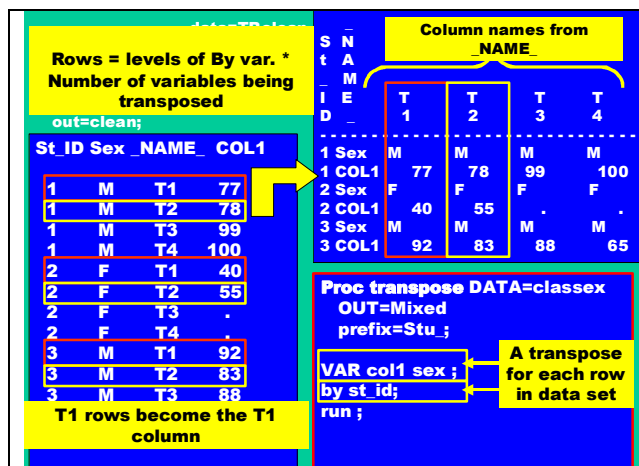 Rows = levels of By var. *
Number of variables being
transposed
out=clean;
St_ID Sex _NAME_ COL1
1 M T1 77
1 M T2 78
1 M T3 99
1 M T4 100
2 F T1 40
2 F T2 55
2 F T3 .
2 F T4 .
3 M T1 92
3 M T2 83
3 M T3 88
T1 rows become the T1
column
Column names from
_NAME_
S N
t A
_ M
I E T T T T
D _ 1 2 3 4
1 Sex M M M M
1 COL1 77 78 99 100
2 Sex F F F F
2 COL1 40 55 . .
3 Sex M M M M
3 COL1 92 83 88 65
Proc transpose DATA=classex
OUT=Mixed
prefix=Stu_;
VAR col1 sex ;
by st_id;
run ;
A transpose
for each row
in data set